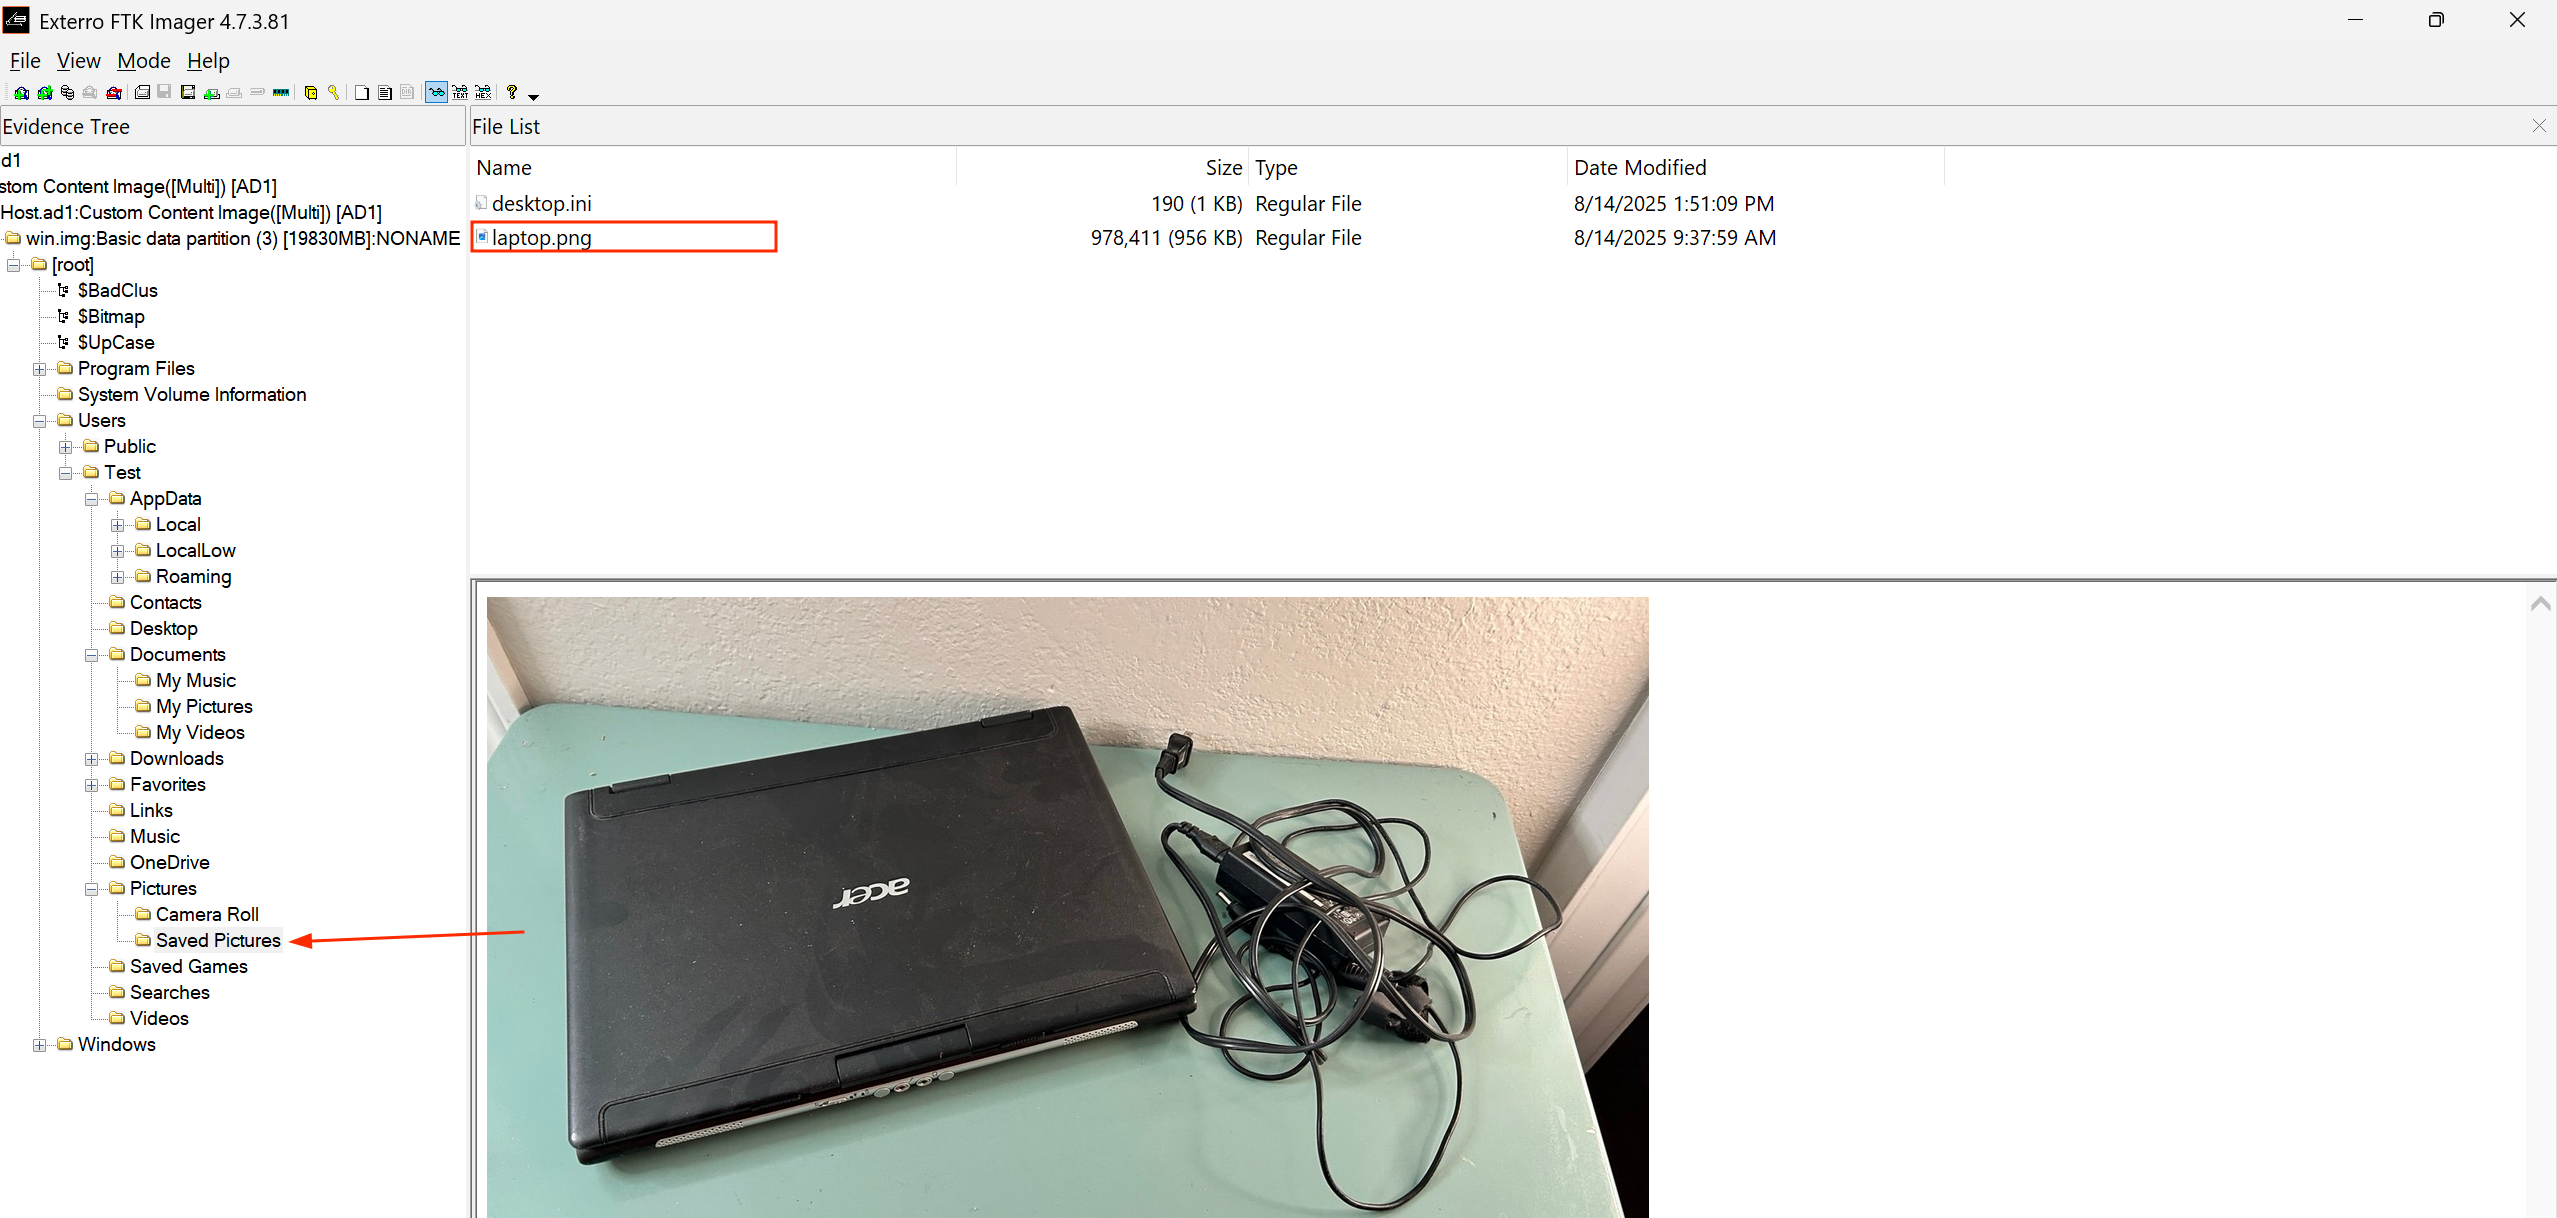 Exterro FTK Imager 4.7.3.81
File View Mode Help
Evidence Tree
File List
d1
stom Content Image([Multi]) [AD1]
Host.ad1:Custom Content Image([Multi]) [AD1]
win.img:Basic data partition (3) [19830MB]:NONAME
[root]
$BadClus
$Bitmap
$UpCase
Program Files
System Volume Information
Users
Public
Test
AppData
Local
LocalLow
Roaming
Contacts
Desktop
Documents
My Music
My Pictures
My Videos
Downloads
Favorites
Links
Music
OneDrive
Pictures
Camera Roll
Saved Pictures
Saved Games
Searches
Videos
Windows
Name Size Type Date Modified
desktop.ini 190 (1 KB) Regular File 8/14/2025 1:51:09 PM
laptop.png 978,411 (956 KB) Regular File 8/14/2025 9:37:59 AM
acer